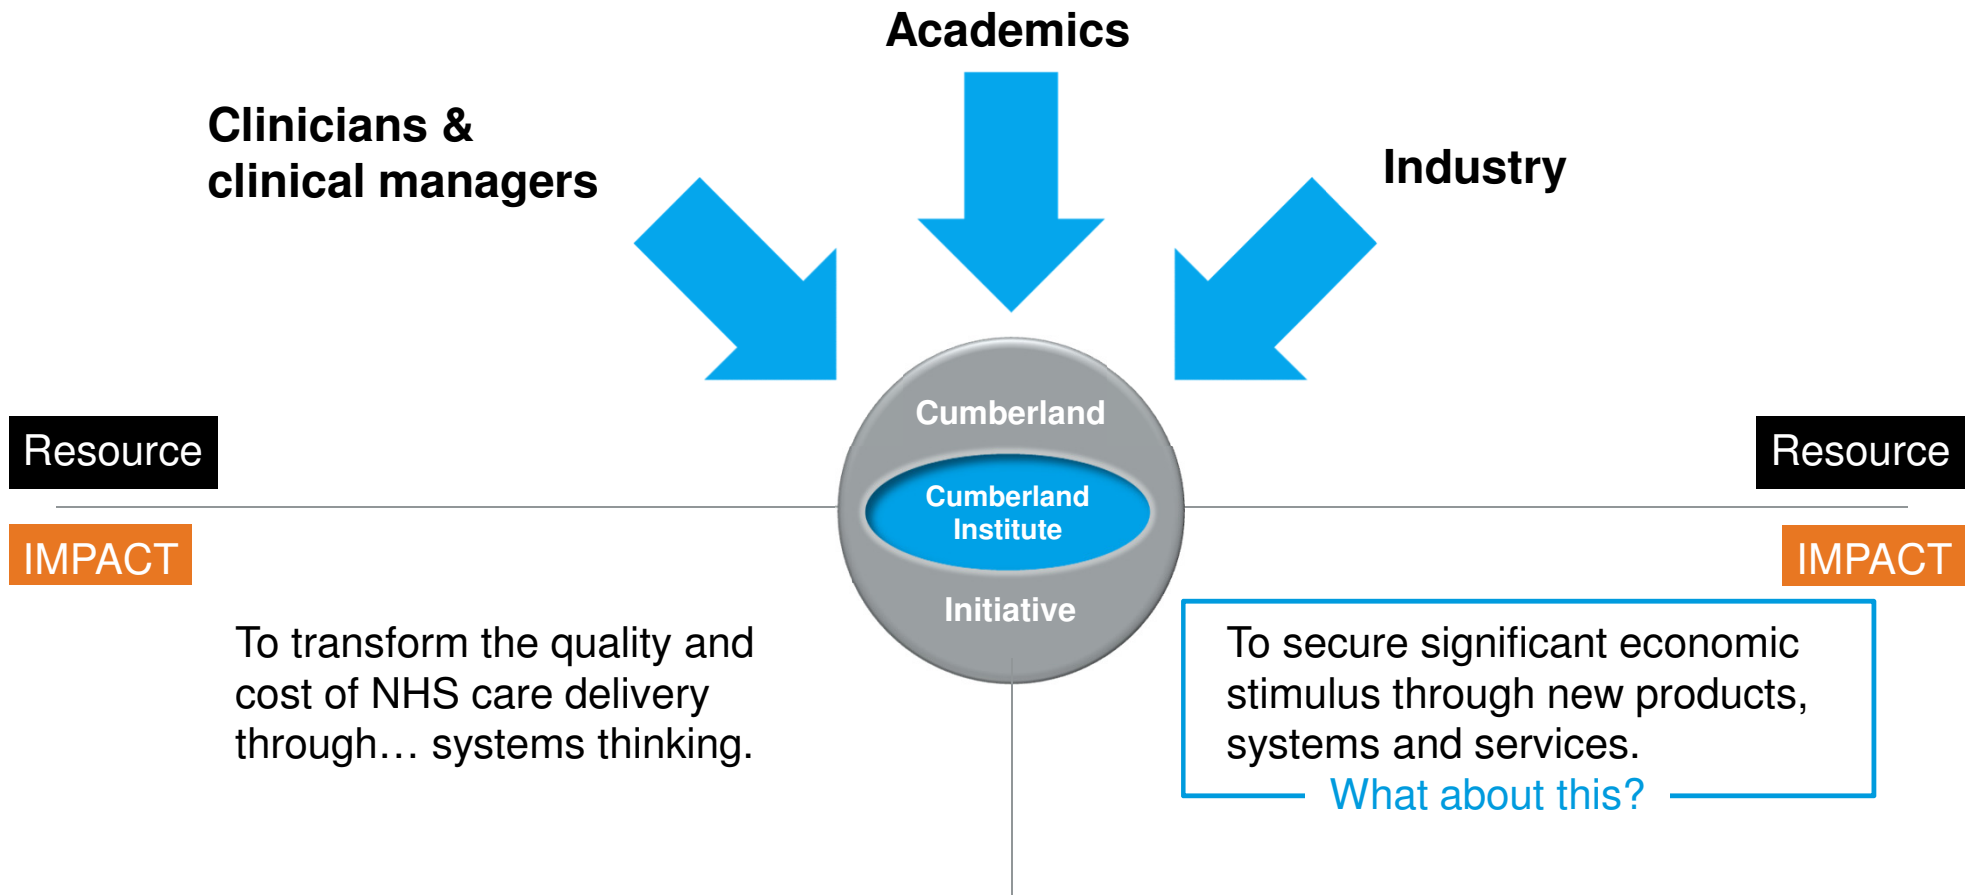 Academics
Clinicians &
clinical managers
Industry
Cumberland
Resource
Resource
Cumberland
Institute
IMPACT
IMPACT
Initiative
To transform the quality and
cost of NHS care delivery
through… systems thinking.
To secure significant economic
stimulus through new products,
systems and services.
What about this?